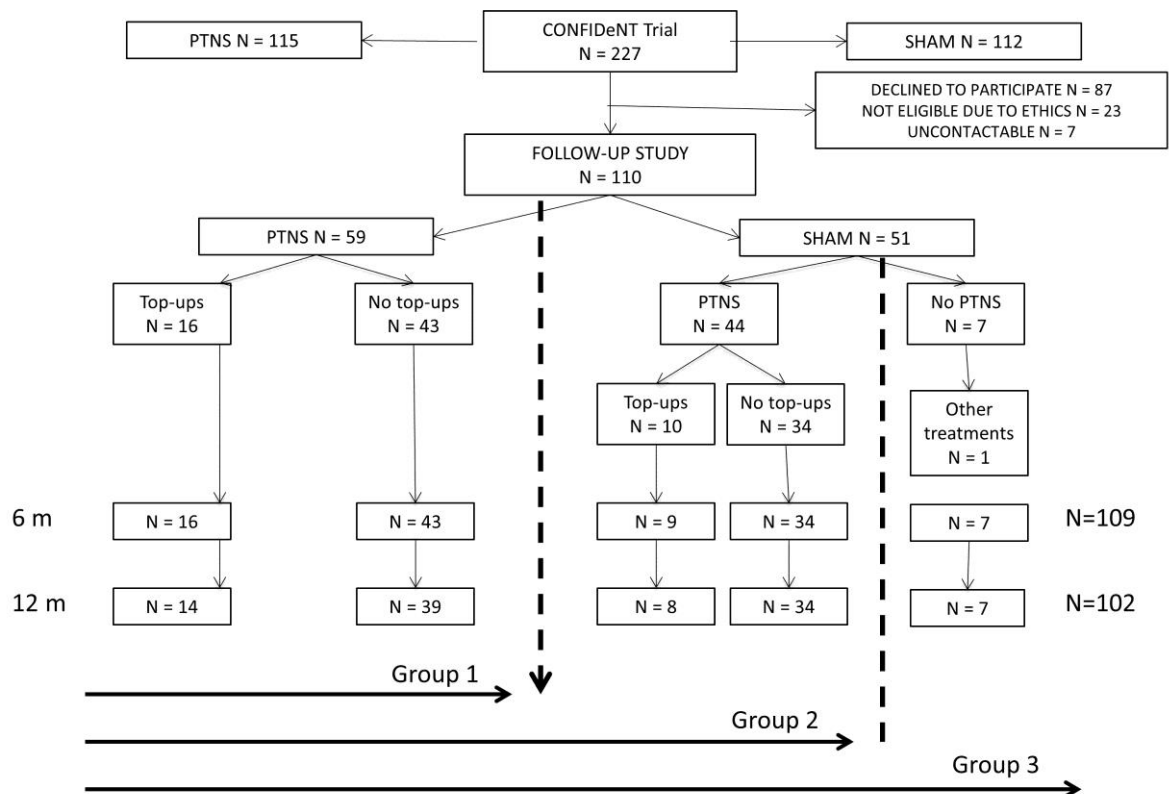 CONFIDeNT Trial
N = 227
PTNS N = 115
SHAM N = 112
DECLINED TO PARTICIPATE N = 87
NOT ELIGIBLE DUE TO ETHICS N = 23
UNCONTACTABLE N = 7
FOLLOW-UP STUDY
N = 110
PTNS N = 59
SHAM N = 51
Top-ups
N = 16
No top-ups
N = 43
PTNS
N = 44
No PTNS
N = 7
Top-ups
N = 10
No top-ups
N = 34
Other
treatments
N = 1
6 m
N = 16
N = 43
N = 9
N = 34
N = 7
N=109
12 m
N = 14
N = 39
N = 8
N = 34
N = 7
N=102
Group 1
Group 2
Group 3